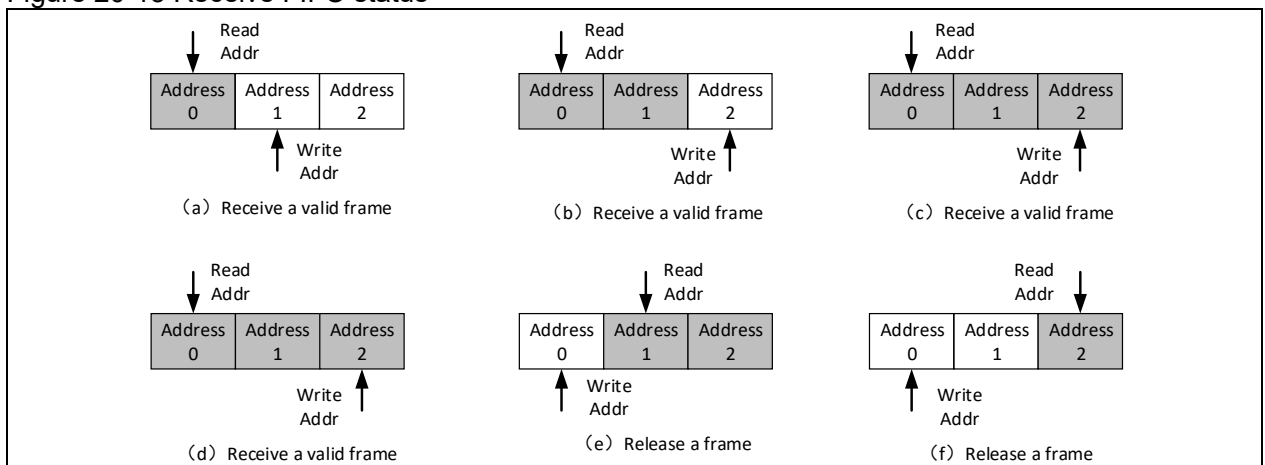 Figure Receive FIFO status
Read
Addr
Address
0
Address
1
Address
2
Write
Addr
（a）Receive a valid frame
Read
Addr
Address
0
Address
1
Address
2
Write
Addr
（b）Receive a valid frame
Read
Addr
Address
0
Address
1
Address
2
Write
Addr
（c）Receive a valid frame
Read
Addr
Address
0
Address
1
Address
2
Write
Addr
（d）Receive a valid frame
Read
Addr
Address
0
Address
1
Address
2
Write
Addr
（e）Release a frame
Read
Addr
Address
0
Address
1
Address
2
Write
Addr
（f）Release a frame